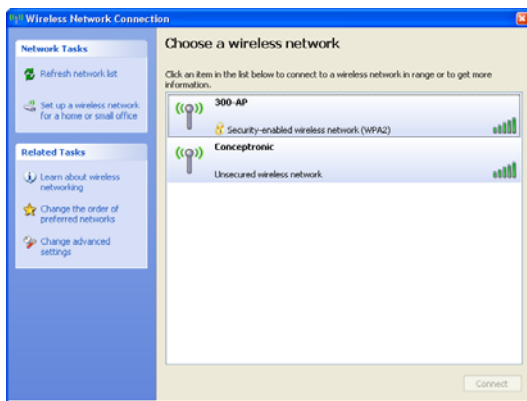 Wireless Network Connection
Network Tasks
Refresh network list
Set up a wireless network
for a home or small office
Related Tasks
Learn about wireless
networking
Change the order of
preferred networks
Change advanced
settings
Choose a wireless network
Click an item in the list below to connect to a wireless network in range or to get more
information.
300-AP
Security-enabled wireless network (WPA2)
Conceptronic
Unsecured wireless network
Connect